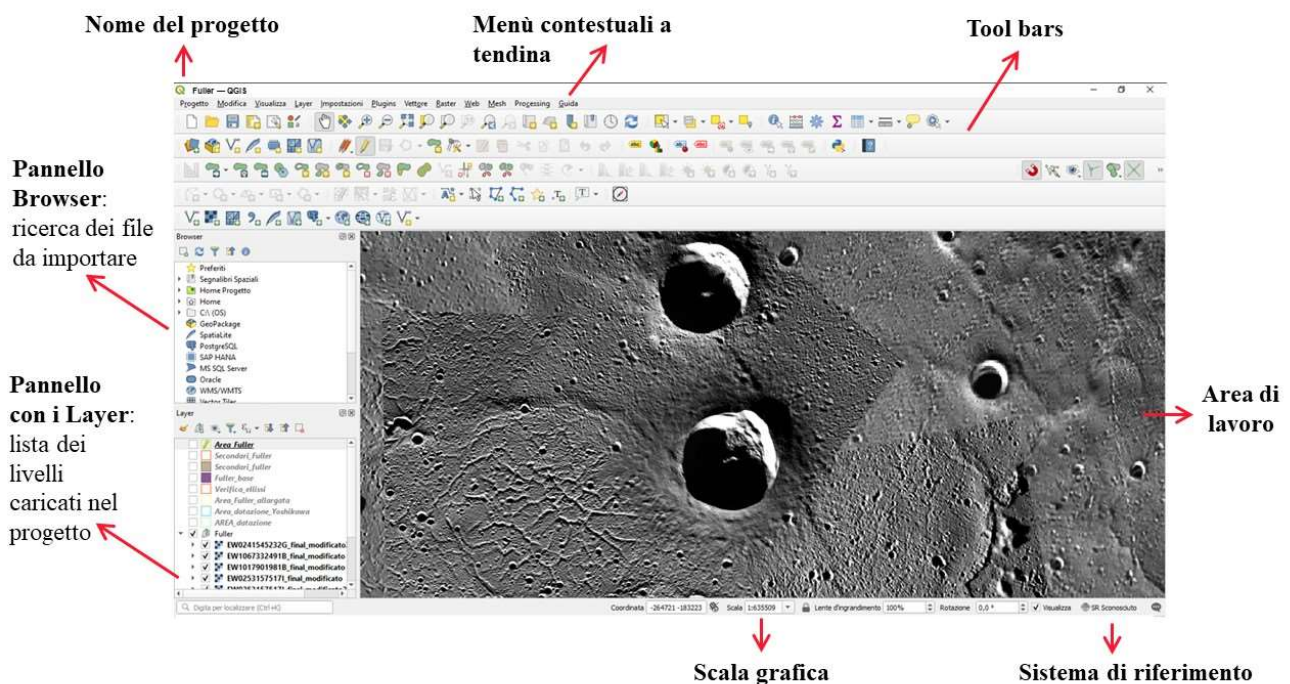 Nome del progetto
Menù contestuali a
tendina
Tool bars
Fuller — QGIS
Progetto Modifica Visualizza Layer Impostazioni Plugins Vettore Raster Web Mesh Processing Guida
Pannello
Browser:
ricerca dei file
da importare
Browser
Preferiti
Segnalibri Spaziali
Home Progetto
Home
C:\ (OS)
GeoPackage
SpatiaLite
PostgreSQL
SAP HANA
MS SQL Server
Oracle
WMS/WMTS
Vector Tiles
Pannello
con i Layer:
lista dei
livelli
caricati nel
progetto
Layer
Area_Fuller
Secondari_Fuller
Secondari_fuller
Fuller_base
Verifica_ellissi
Area_Fuller_allargata
Area_datazione_Yoshikawa
AREA_datazione
Fuller
EW0241545232G_final_modificato
EW1067332491B_final_modificato
EW1017901981B_final_modificato
EW0253157517I_final_modificato
Area di
lavoro
Digita per localizzare (Ctrl+K)
Coordinata -264721 -183223 Scala 1:635509 Lente d'ingrandimento 100% Rotazione 0,0 ° Visualizza SR Sconosciuto
Scala grafica
Sistema di riferimento